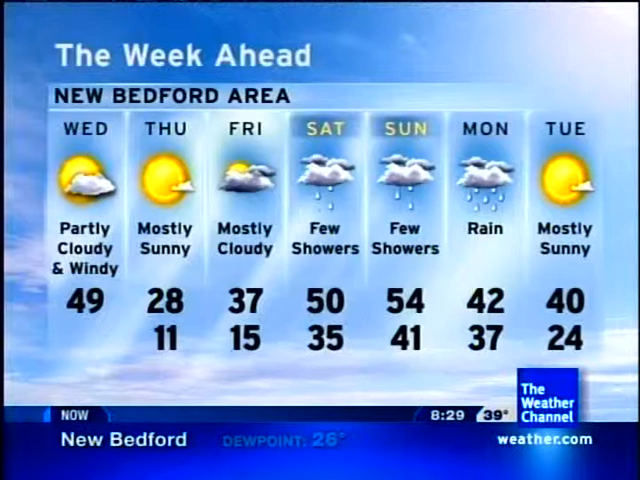 The Week Ahead
NEW BEDFORD AREA
WED THU FRI SAT SUN MON TUE
Partly Cloudy & Windy
Mostly Sunny
Mostly Cloudy
Few Showers
Few Showers
Rain
Mostly Sunny
49 28 37 50 54 42 40
11 15 35 41 37 24
NOW 8:29 39°
New Bedford DEWPOINT: 26°
The Weather Channel
weather.com